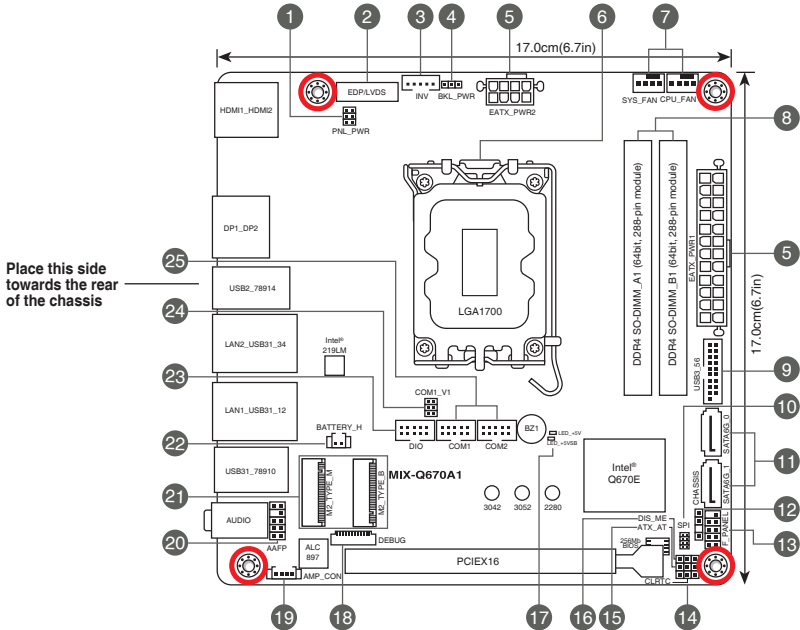 1
2
3
4
5
6
7
17.0cm(6.7in)
EDP/LVDS
INV
BKL_PWR
EATX_PWR2
SYS_FAN
CPU_FAN
HDMI1_HDMI2
PNL_PWR
8
DP1_DP2
DDR4 SO-DIMM_A1 (64bit, 288-pin module)
DDR4 SO-DIMM_B1 (64bit, 288-pin module)
EATX_PWR1
5
17.0cm(6.7in)
Place this side
towards the rear
of the chassis
25
USB2_78914
24
LGA1700
LAN2_USB31_34
Intel®
219LM
23
USB3_56
9
COM1_V1
10
LAN1_USB31_12
BATTERY_H
22
DIO
COM1
COM2
BZ1
LED_+5V
LED_+5VSB
SATA6G_0
11
USB31_78910
21
M2_TYPE_M
M2_TYPE_B
MIX-Q670A1
Intel®
Q670E
CHASSIS
SATA6G_1
3042
3052
2280
12
AUDIO
20
AAFP
DIS_ME
16
ATX_AT
15
SPI
F_PANEL
13
ALC
897
DEBUG
256Mb
BIOS
AMP_CON
PCIEX16
CLRTC
19
18
17
16
15
14